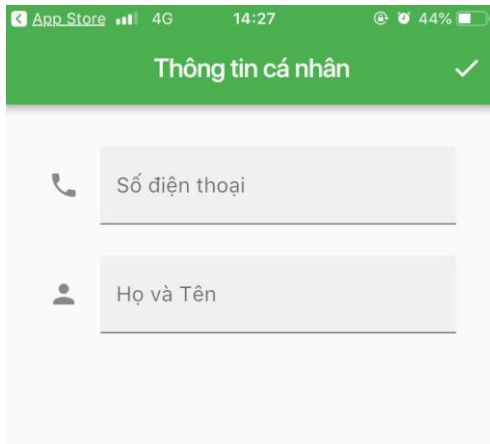 App Store 4G 14:27 44%
Thông tin cá nhân
Số điện thoại
Họ và Tên